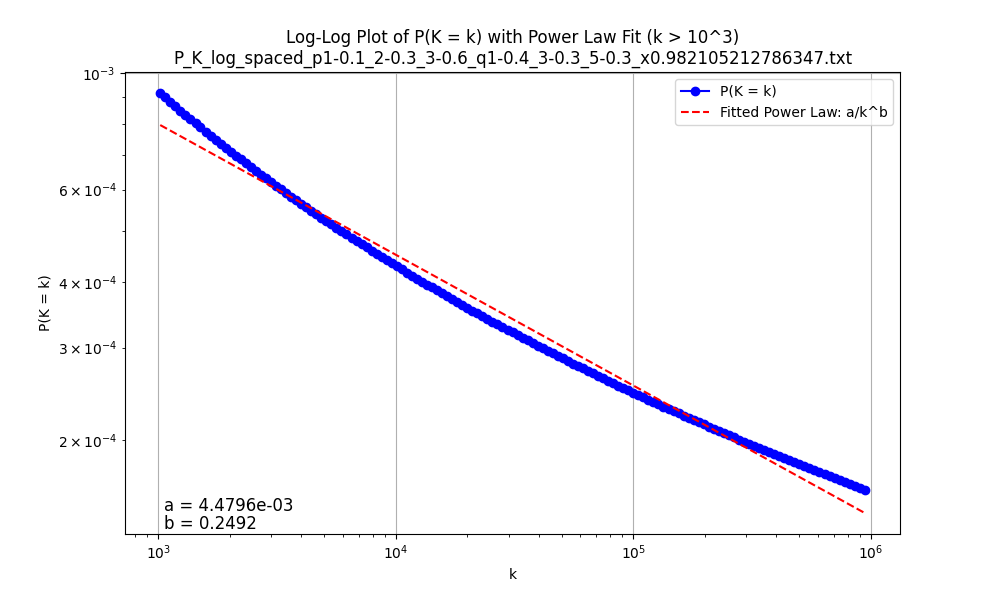 Log-Log Plot of P(K = k) with Power Law Fit (k > 10^3)
P_K_log_spaced_p1-0.1_2-0.3_3-0.6_q1-0.4_3-0.3_5-0.3_x0.982105212786347.txt
P(K = k)
Fitted Power Law: a/k^b
10⁻³
6 × 10⁻⁴
4 × 10⁻⁴
3 × 10⁻⁴
2 × 10⁻⁴
P(K = k)
a = 4.4796e-03
b = 0.2492
10³ 10⁴ 10⁵ 10⁶
k